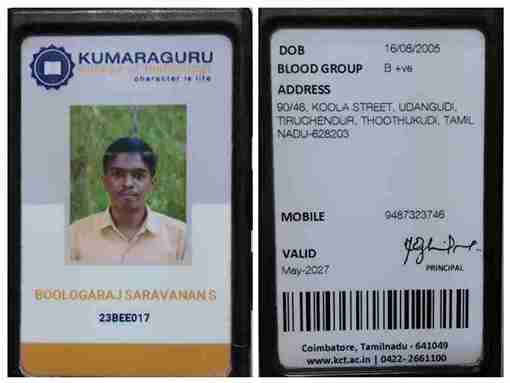 KUMARAGURU
character is life
BOOLOGARAJ SARAVANAN S
23BEE017
DOB 16/08/2005
BLOOD GROUP B +ve
ADDRESS
90/46, KOOLA STREET, UDANGUDI,
TIRUCHENDUR, THOOTHUKUDI, TAMIL
NADU-628203
MOBILE 9487323746
VALID
May-2027
PRINCIPAL
Coimbatore, Tamilnadu - 641049
www.kct.ac.in | 0422- 2661100